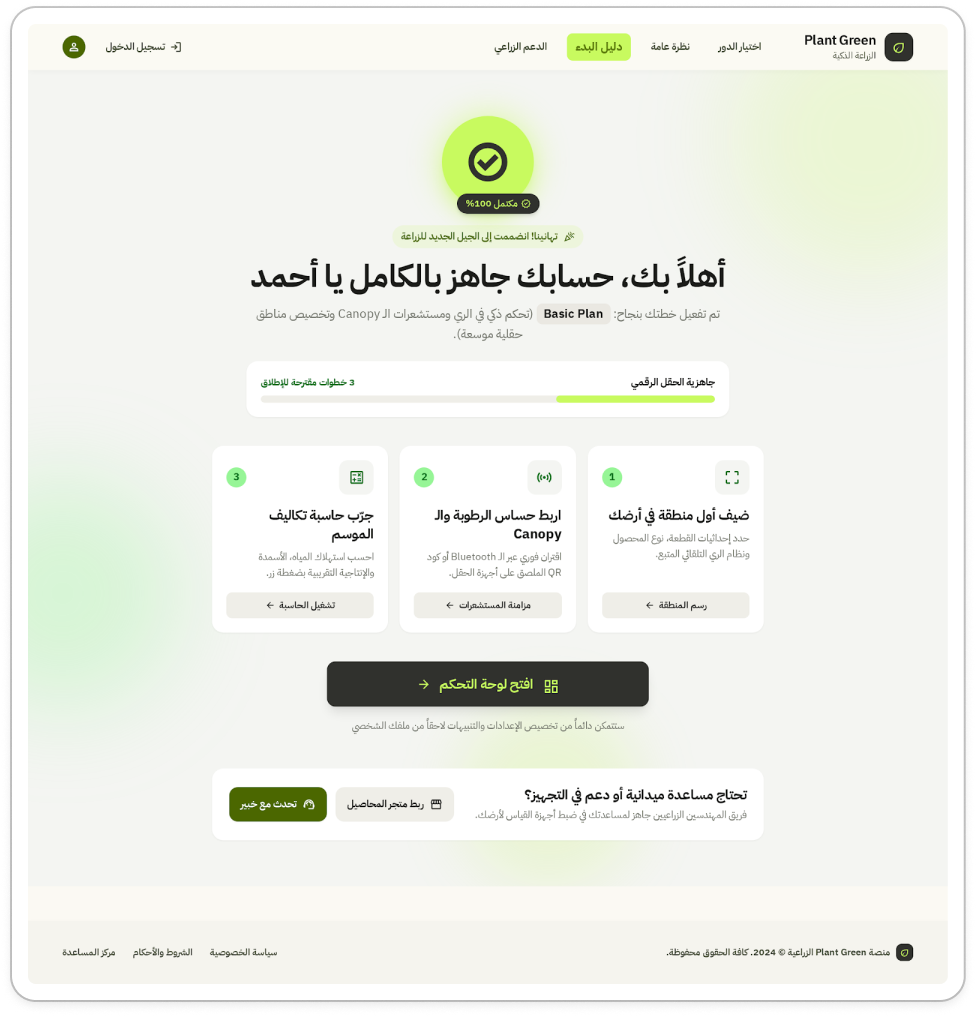 Plant Green
الزراعة الذكية
اختيار الدور
نظرة عامة
دليل البدء
الدعم الزراعي
تسجيل الدخول
مكتمل 100%
تهانينا! انضممت إلى الجيل الجديد للزراعة
أهلاً بك، حسابك جاهز بالكامل يا أحمد
تم تفعيل خطتك بنجاح: Basic Plan (تحكم ذكي في الري ومستشعرات الـ Canopy وتخصيص مناطق
حقلية موسعة).
جاهزية الحقل الرقمي
3 خطوات مقترحة للإطلاق
1
ضيف أول منطقة في أرضك
حدد إحداثيات القطعة، نوع المحصول
ونظام الري التلقائي المتبع.
رسم المنطقة ←
2
اربط حساس الرطوبة والـ
Canopy
اقتران فوري عبر الـ Bluetooth أو كود
QR الملصق على أجهزة الحقل.
مزامنة المستشعرات ←
3
جرّب حاسبة تكاليف
الموسم
احسب استهلاك المياه، الأسمدة
والإنتاجية التقريبية بضغطة زر.
تشغيل الحاسبة ←
افتح لوحة التحكم →
ستتمكن دائماً من تخصيص الإعدادات والتنبيهات لاحقاً من ملفك الشخصي
تحتاج مساعدة ميدانية أو دعم في التجهيز؟
فريق المهندسين الزراعيين جاهز لمساعدتك في ضبط أجهزة القياس لأرضك.
ربط متجر المحاصيل
تحدث مع خبير
منصة Plant Green الزراعية © 2024. كافة الحقوق محفوظة.
سياسة الخصوصية
الشروط والأحكام
مركز المساعدة